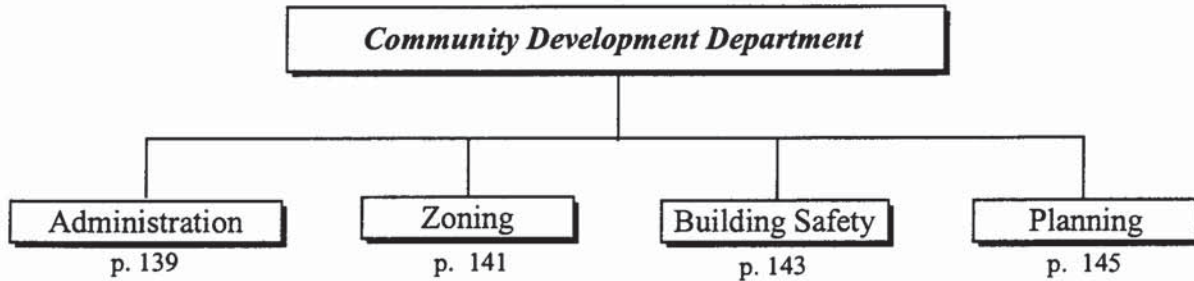 Community Development Department
Administration
Zoning
Building Safety
Planning
p. 139
p. 141
p. 143
p. 145